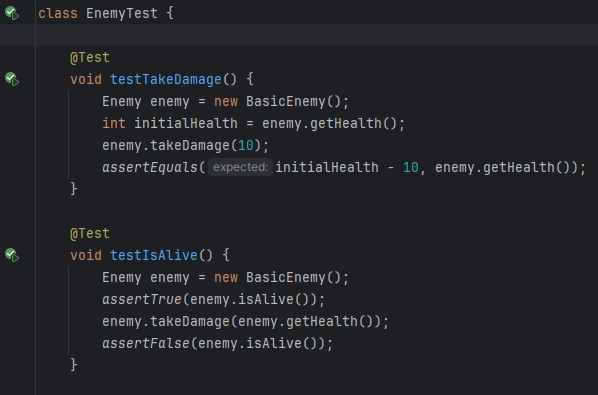 class EnemyTest {
@Test
void testTakeDamage() {
Enemy enemy = new BasicEnemy();
int initialHealth = enemy.getHealth();
enemy.takeDamage(10);
assertEquals( expected: initialHealth - 10, enemy.getHealth());
}
@Test
void testIsAlive() {
Enemy enemy = new BasicEnemy();
assertTrue(enemy.isAlive());
enemy.takeDamage(enemy.getHealth());
assertFalse(enemy.isAlive());
}